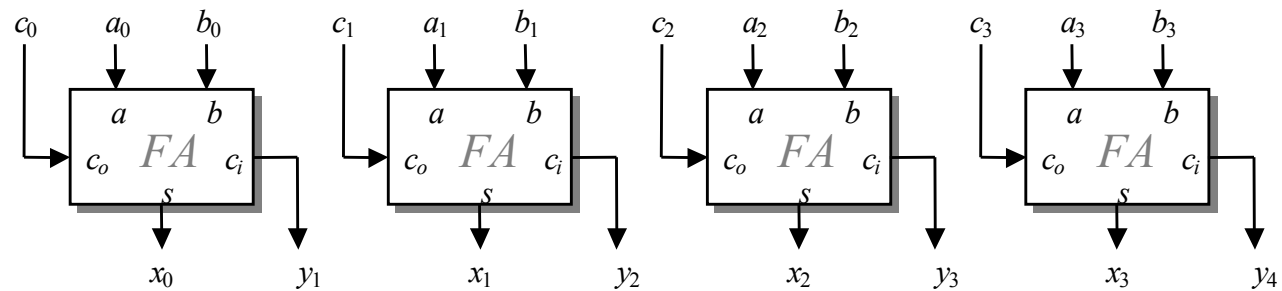 c₀ a₀ b₀ c₁ a₁ b₁ c₂ a₂ b₂ c₃ a₃ b₃
a b a b a b a b
cₒ FA cᵢ cₒ FA cᵢ cₒ FA cᵢ cₒ FA cᵢ
s s s s
x₀ y₁ x₁ y₂ x₂ y₃ x₃ y₄